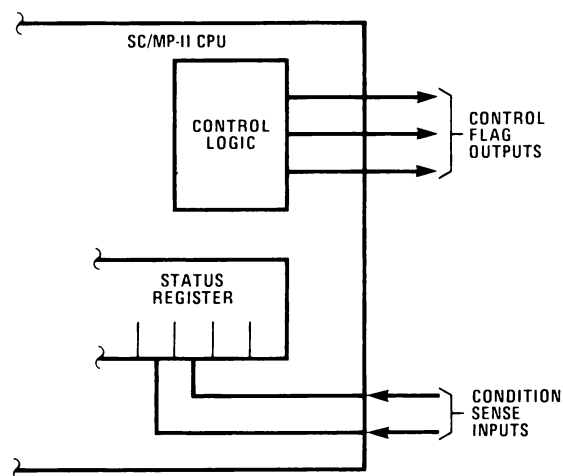 SC/MP-II CPU
CONTROL
LOGIC
CONTROL
FLAG
OUTPUTS
STATUS
REGISTER
CONDITION
SENSE
INPUTS